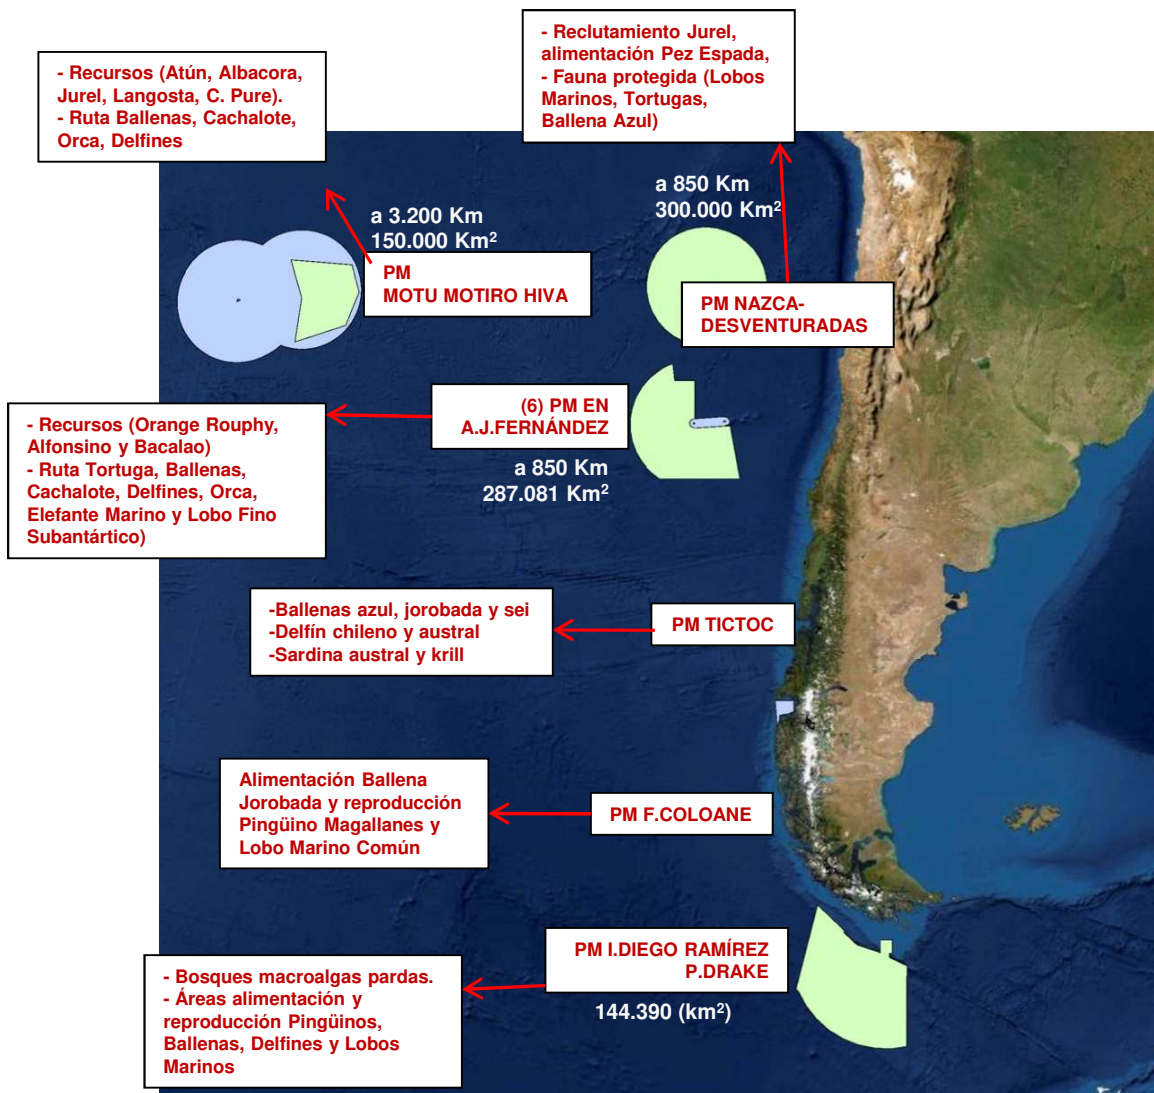 - Reclutamiento Jurel,
alimentación Pez Espada,
- Fauna protegida (Lobos
Marinos, Tortugas,
Ballena Azul)
- Recursos (Atún, Albacora,
Jurel, Langosta, C. Pure).
- Ruta Ballenas, Cachalote,
Orca, Delfines
a 3.200 Km
150.000 Km²
PM
MOTU MOTIRO HIVA
a 850 Km
300.000 Km²
PM NAZCA-
DESVENTURADAS
(6) PM EN
A.J.FERNÁNDEZ
a 850 Km
287.081 Km²
- Recursos (Orange Rouphy,
Alfonsino y Bacalao)
- Ruta Tortuga, Ballenas,
Cachalote, Delfines, Orca,
Elefante Marino y Lobo Fino
Subantártico)
-Ballenas azul, jorobada y sei
-Delfín chileno y austral
-Sardina austral y krill
PM TICTOC
Alimentación Ballena
Jorobada y reproducción
Pingüino Magallanes y
Lobo Marino Común
PM F.COLOANE
PM I.DIEGO RAMÍREZ
P.DRAKE
144.390 (km²)
- Bosques macroalgas pardas.
- Áreas alimentación y
reproducción Pingüinos,
Ballenas, Delfines y Lobos
Marinos